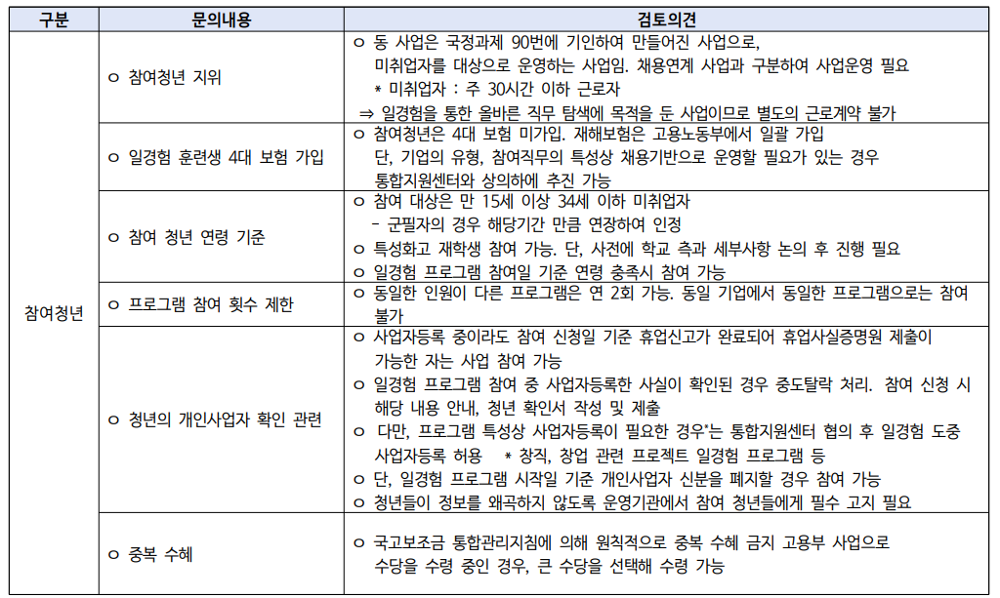 구분 문의내용 검토의견
참여청년
ㅇ 참여청년 지위
ㅇ 동 사업은 국정과제 90번에 기인하여 만들어진 사업으로,
미취업자를 대상으로 운영하는 사업임. 채용연계 사업과 구분하여 사업운영 필요
* 미취업자 : 주 30시간 이하 근로자
⇒ 일경험을 통한 올바른 직무 탐색에 목적을 둔 사업이므로 별도의 근로계약 불가
ㅇ 일경험 훈련생 4대 보험 가입
ㅇ 참여청년은 4대 보험 미가입. 재해보험은 고용노동부에서 일괄 가입
단, 기업의 유형, 참여직무의 특성상 채용기반으로 운영할 필요가 있는 경우
통합지원센터와 상의하에 추진 가능
ㅇ 참여 청년 연령 기준
ㅇ 참여 대상은 만 15세 이상 34세 이하 미취업자
- 군필자의 경우 해당기간 만큼 연장하여 인정
ㅇ 특성화고 재학생 참여 가능. 단, 사전에 학교 측과 세부사항 논의 후 진행 필요
ㅇ 일경험 프로그램 참여일 기준 연령 충족시 참여 가능
ㅇ 프로그램 참여 횟수 제한
ㅇ 동일한 인원이 다른 프로그램은 연 2회 가능. 동일 기업에서 동일한 프로그램으로는 참여
불가
ㅇ 청년의 개인사업자 확인 관련
ㅇ 사업자등록 중이라도 참여 신청일 기준 휴업신고가 완료되어 휴업사실증명원 제출이
가능한 자는 사업 참여 가능
ㅇ 일경험 프로그램 참여 중 사업자등록한 사실이 확인된 경우 중도탈락 처리. 참여 신청 시
해당 내용 안내, 청년 확인서 작성 및 제출
ㅇ 다만, 프로그램 특성상 사업자등록이 필요한 경우*는 통합지원센터 협의 후 일경험 도중
사업자등록 허용 * 창직, 창업 관련 프로젝트 일경험 프로그램 등
ㅇ 단, 일경험 프로그램 시작일 기준 개인사업자 신분을 폐지할 경우 참여 가능
ㅇ 청년들이 정보를 왜곡하지 않도록 운영기관에서 참여 청년들에게 필수 고지 필요
ㅇ 중복 수혜
ㅇ 국고보조금 통합관리지침에 의해 원칙적으로 중복 수혜 금지 고용부 사업으로
수당을 수령 중인 경우, 큰 수당을 선택해 수령 가능